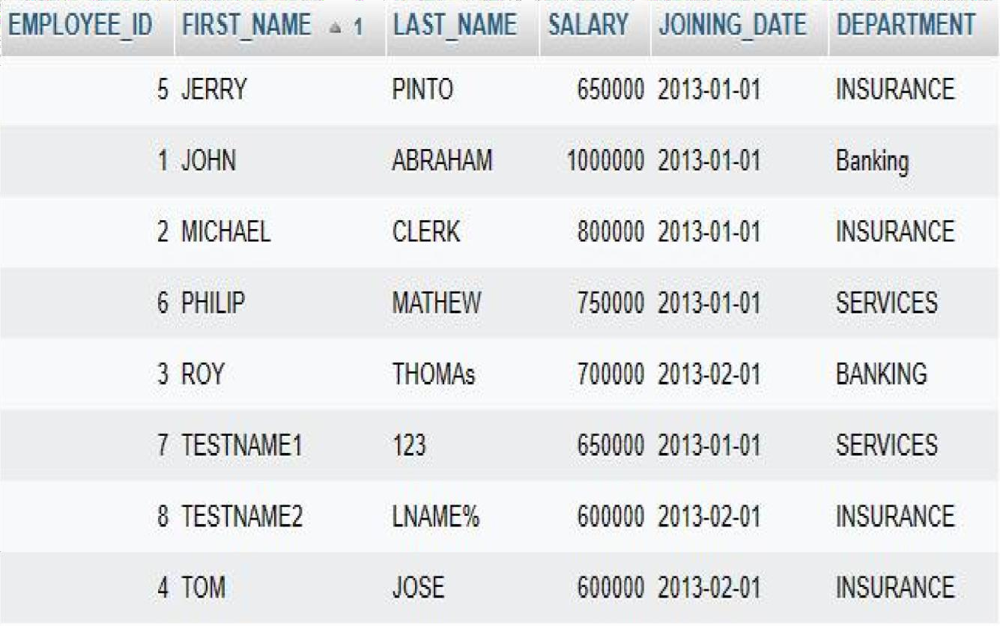 EMPLOYEE_ID FIRST_NAME 1 LAST_NAME SALARY JOINING_DATE DEPARTMENT
5 JERRY PINTO 650000 2013-01-01 INSURANCE
1 JOHN ABRAHAM 1000000 2013-01-01 Banking
2 MICHAEL CLERK 800000 2013-01-01 INSURANCE
6 PHILIP MATHEW 750000 2013-01-01 SERVICES
3 ROY THOMAs 700000 2013-02-01 BANKING
7 TESTNAME1 123 650000 2013-01-01 SERVICES
8 TESTNAME2 LNAME% 600000 2013-02-01 INSURANCE
4 TOM JOSE 600000 2013-02-01 INSURANCE